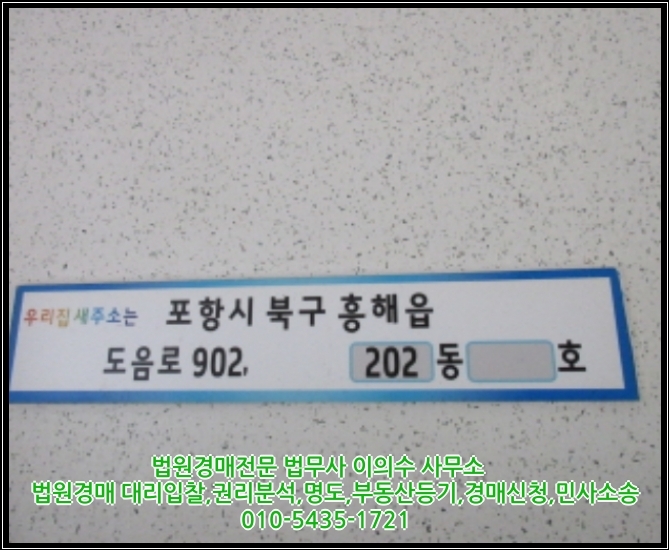 우리집 새주소는 포항시 북구 흥해읍
도음로 902, 202 동 호
법원경매전문 법무사 이의수 사무소
법원경매 대리입찰,권리분석,명도,부동산등기,경매신청,민사소송
010-5435-1721